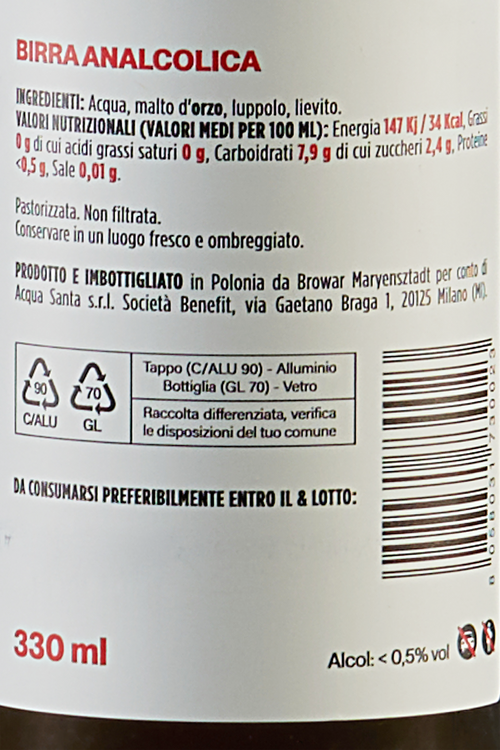 BIRRA ANALCOLICA
INGREDIENTI: Acqua, malto d'orzo, luppolo, lievito.
VALORI NUTRIZIONALI (VALORI MEDI PER 100 ML): Energia 147 Kj / 34 Kcal, Grassi
0 g di cui acidi grassi saturi 0 g, Carboidrati 7,9 g di cui zuccheri 2,4 g, Proteine
<0,5 g, Sale 0,01 g.
Pastorizzata. Non filtrata.
Conservare in un luogo fresco e ombreggiato.
PRODOTTO E IMBOTTIGLIATO in Polonia da Browar Maryensztadt per conto di
Acqua Santa s.r.l. Società Benefit, via Gaetano Braga 1, 20125 Milano (MI).
90
C/ALU
70
GL
Tappo (C/ALU 90) - Alluminio
Bottiglia (GL 70) - Vetro
Raccolta differenziata, verifica
le disposizioni del tuo comune
DA CONSUMARSI PREFERIBILMENTE ENTRO IL & LOTTO:
330 ml
Alcol: < 0,5% vol